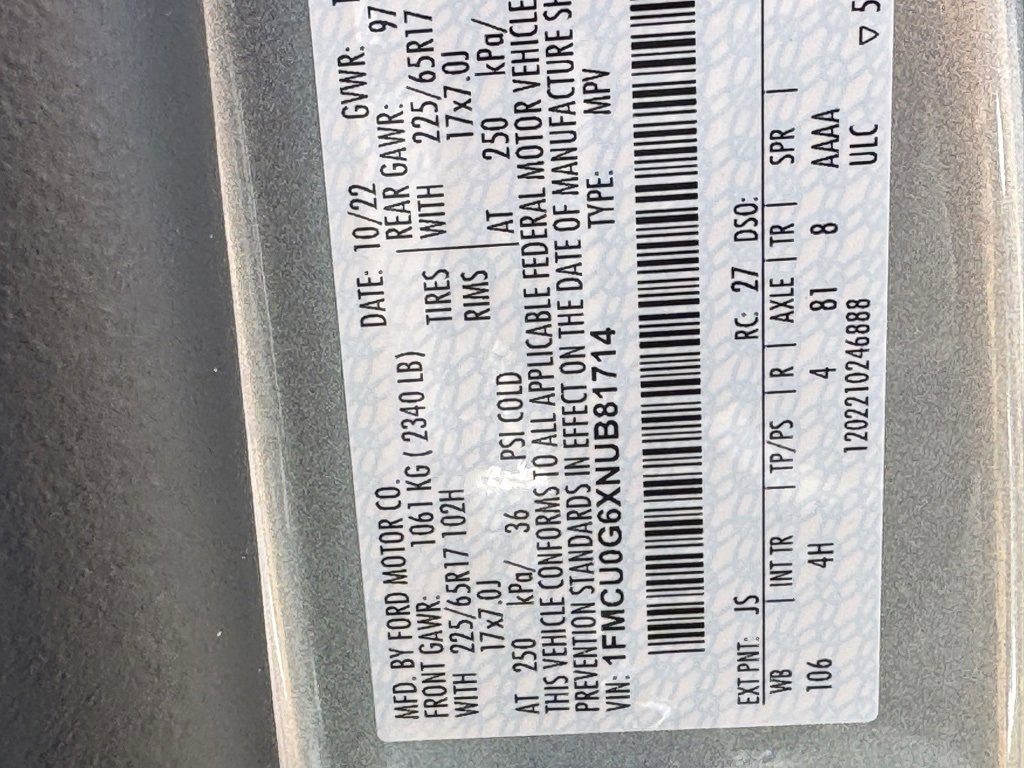 MFD. BY FORD MOTOR CO. DATE: 10/22 GVWR:
FRONT GAWR: 1061 KG ( 2340 LB) REAR GAWR: 97
WITH 225/65R17 102H TIRES WITH 225/65R17
17x7.0J RIMS 17x7.0J
AT 250 kPa/ 36 PSI COLD AT 250 kPa/
THIS VEHICLE CONFORMS TO ALL APPLICABLE FEDERAL MOTOR VEHICLE
PREVENTION STANDARDS IN EFFECT ON THE DATE OF MANUFACTURE
VIN: 1FMCU0G6XNUB81714 TYPE: MPV
EXT PNT: JS RC: 27 DSO:
WB | INT TR | TP/PS | R | AXLE | TR | SPR |
106 4H 4 81 8 AAAA
1202210246888 ULC ▽ 5